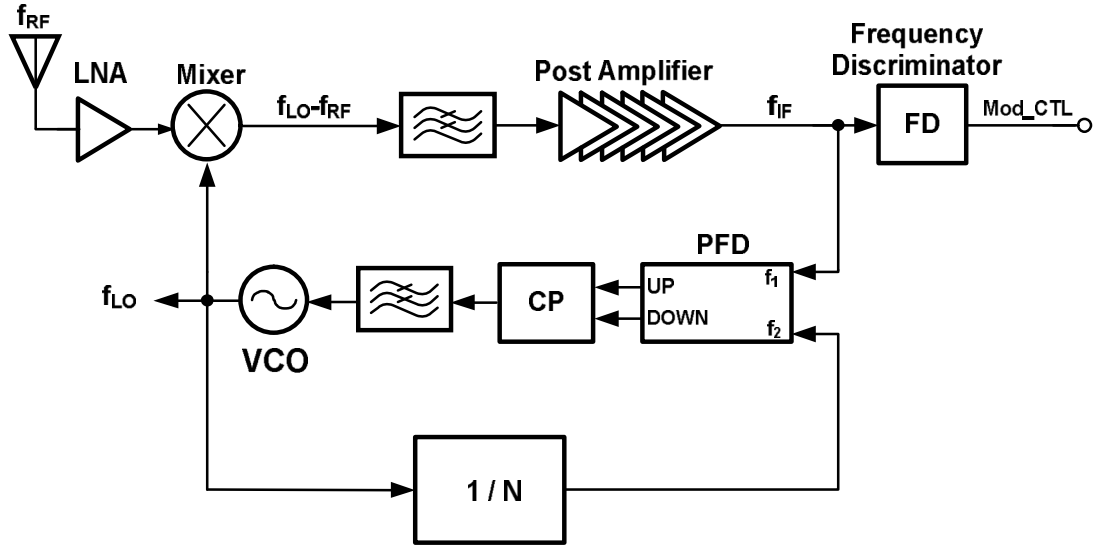 fRF
LNA
Mixer
fLO-fRF
Post Amplifier
fIF
Frequency
Discriminator
FD
Mod_CTL
PFD
f1
UP
CP
DOWN
f2
fLO
VCO
1 / N